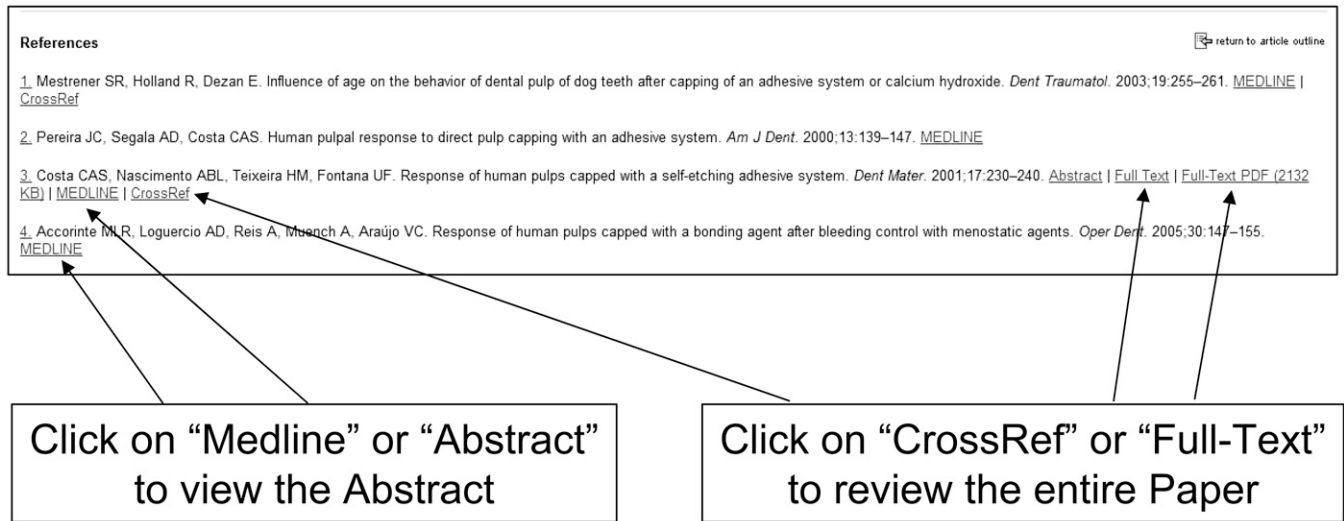 References
return to article outline
1. Mestrener SR, Holland R, Dezan E. Influence of age on the behavior of dental pulp of dog teeth after capping of an adhesive system or calcium hydroxide. Dent Traumatol. 2003;19:255–261. MEDLINE |
CrossRef
2. Pereira JC, Segala AD, Costa CAS. Human pulpal response to direct pulp capping with an adhesive system. Am J Dent. 2000;13:139–147. MEDLINE
3. Costa CAS, Nascimento ABL, Teixeira HM, Fontana UF. Response of human pulps capped with a self-etching adhesive system. Dent Mater. 2001;17:230–240. Abstract | Full Text | Full-Text PDF (2132
KB) | MEDLINE | CrossRef
4. Accorinte MLR, Loguercio AD, Reis A, Muench A, Araújo VC. Response of human pulps capped with a bonding agent after bleeding control with menostatic agents. Oper Dent. 2005;30:147–155.
MEDLINE
Click on “Medline” or “Abstract”
to view the Abstract
Click on “CrossRef” or “Full-Text”
to review the entire Paper